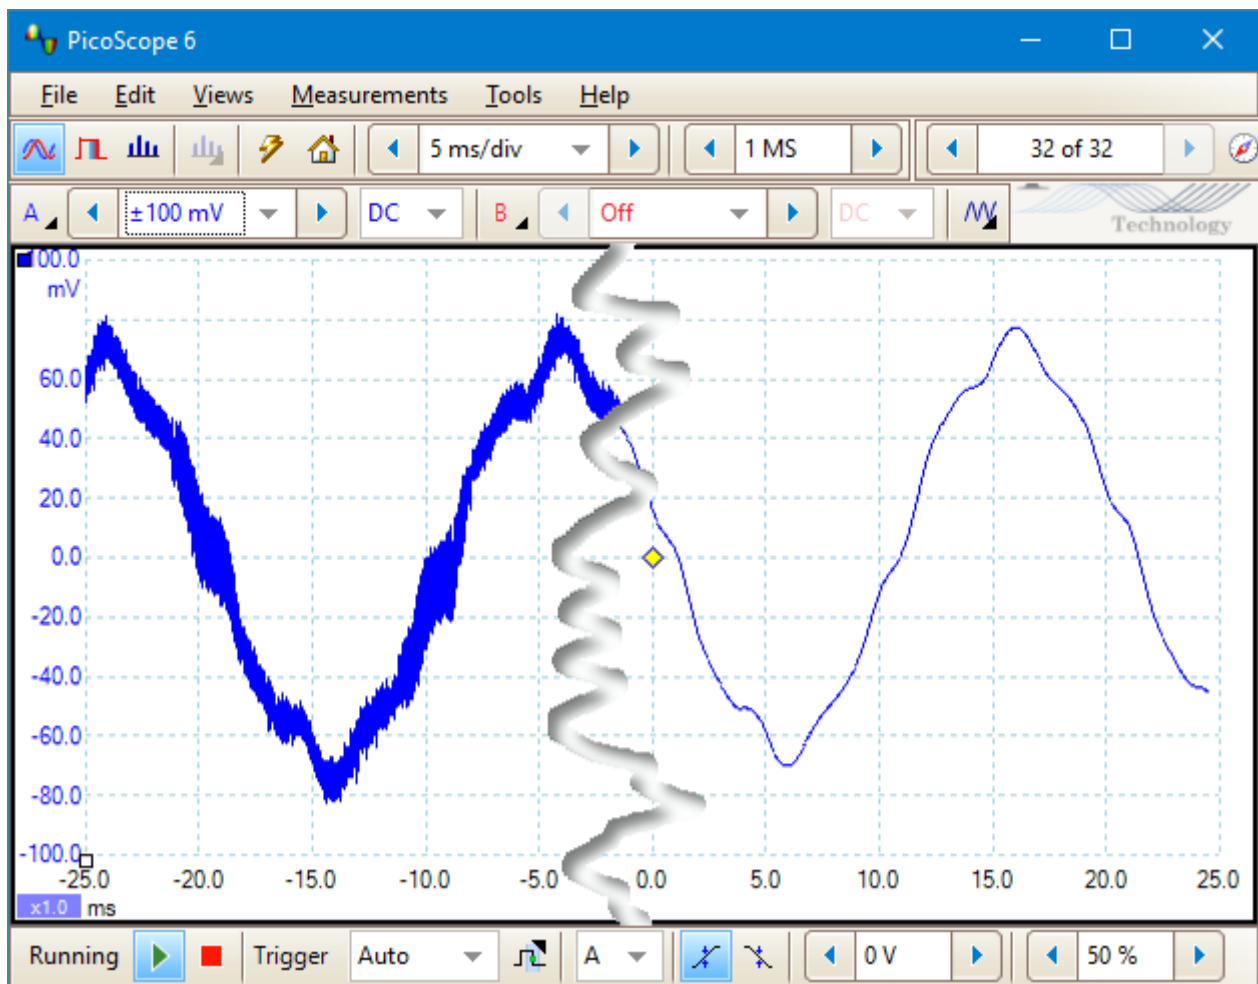 PicoScope 6
File Edit Views Measurements Tools Help
5 ms/div 1 MS 32 of 32
A ±100 mV DC B Off DC
Technology
100.0
mV
60.0
40.0
20.0
0.0
-20.0
-40.0
-60.0
-80.0
-100.0
-25.0 -20.0 -15.0 -10.0 -5.0 0.0 5.0 10.0 15.0 20.0 25.0
x1.0 ms
Running Trigger Auto A 0 V 50 %